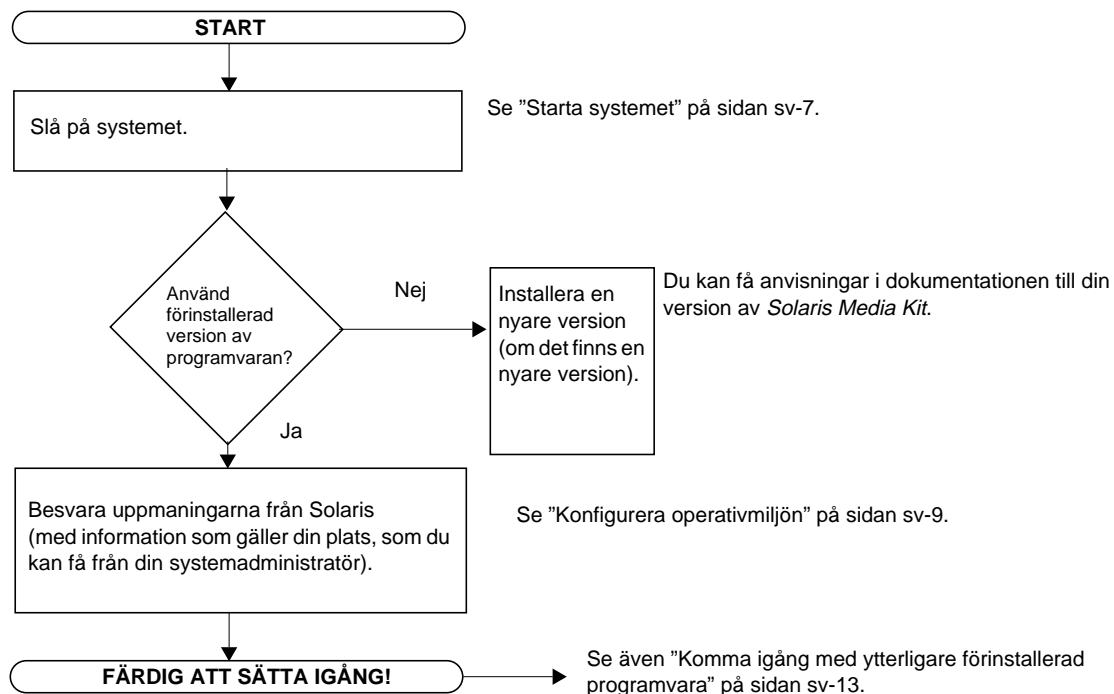 START
Slå på systemet.
Se ”Starta systemet” på sidan sv-7.
Använd
förinstallerad
version av
programvaran?
Nej
Installera en
nyare version
(om det finns en
nyare version).
Du kan få anvisningar i dokumentationen till din
version av Solaris Media Kit.
Ja
Besvara uppmaningarna från Solaris
(med information som gäller din plats, som du
kan få från din systemadministratör).
Se ”Konfigurera operativmiljön” på sidan sv-9.
FÄRDIG ATT SÄTTA IGÅNG!
Se även ”Komma igång med ytterligare förinstallerad
programvara” på sidan sv-13.